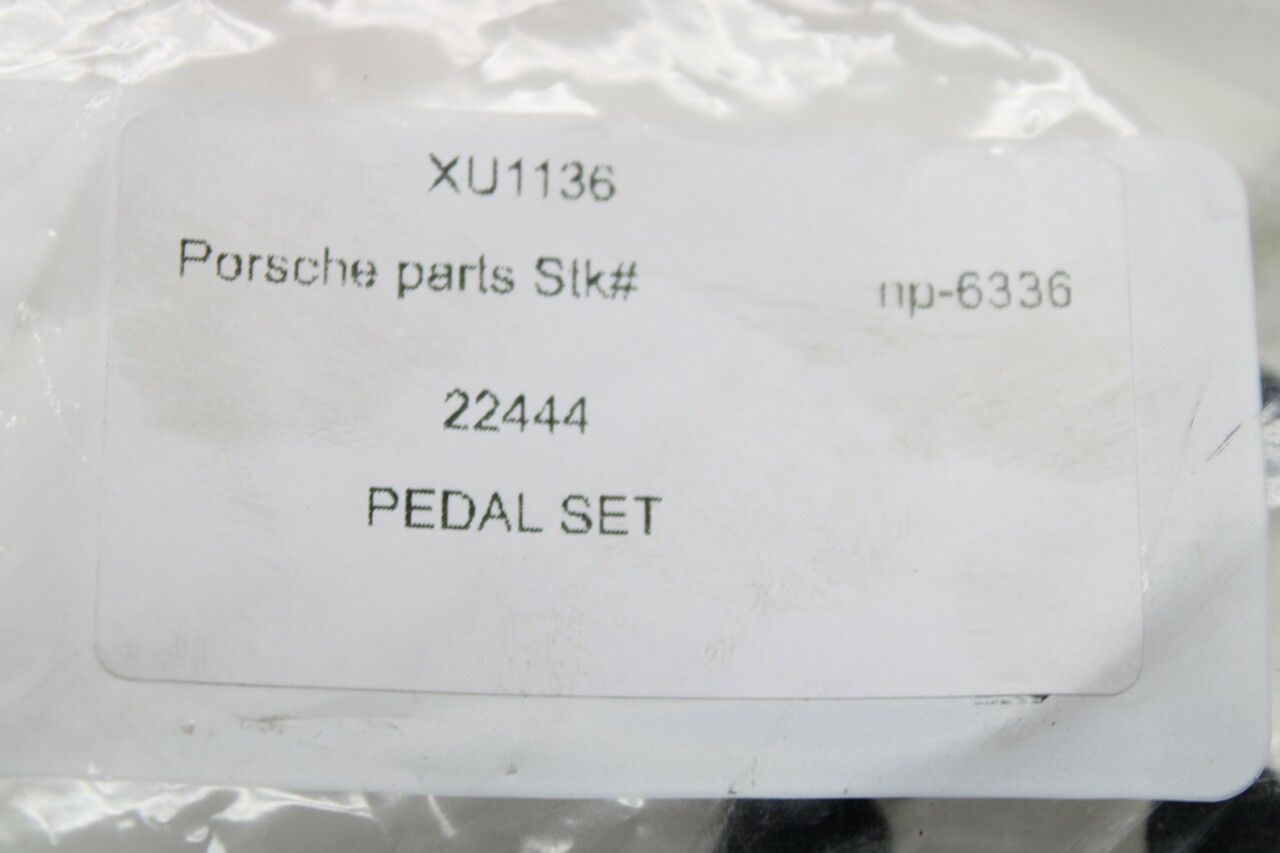 XU1136
Porsche parts Stk# np-6336
22444
PEDAL SET